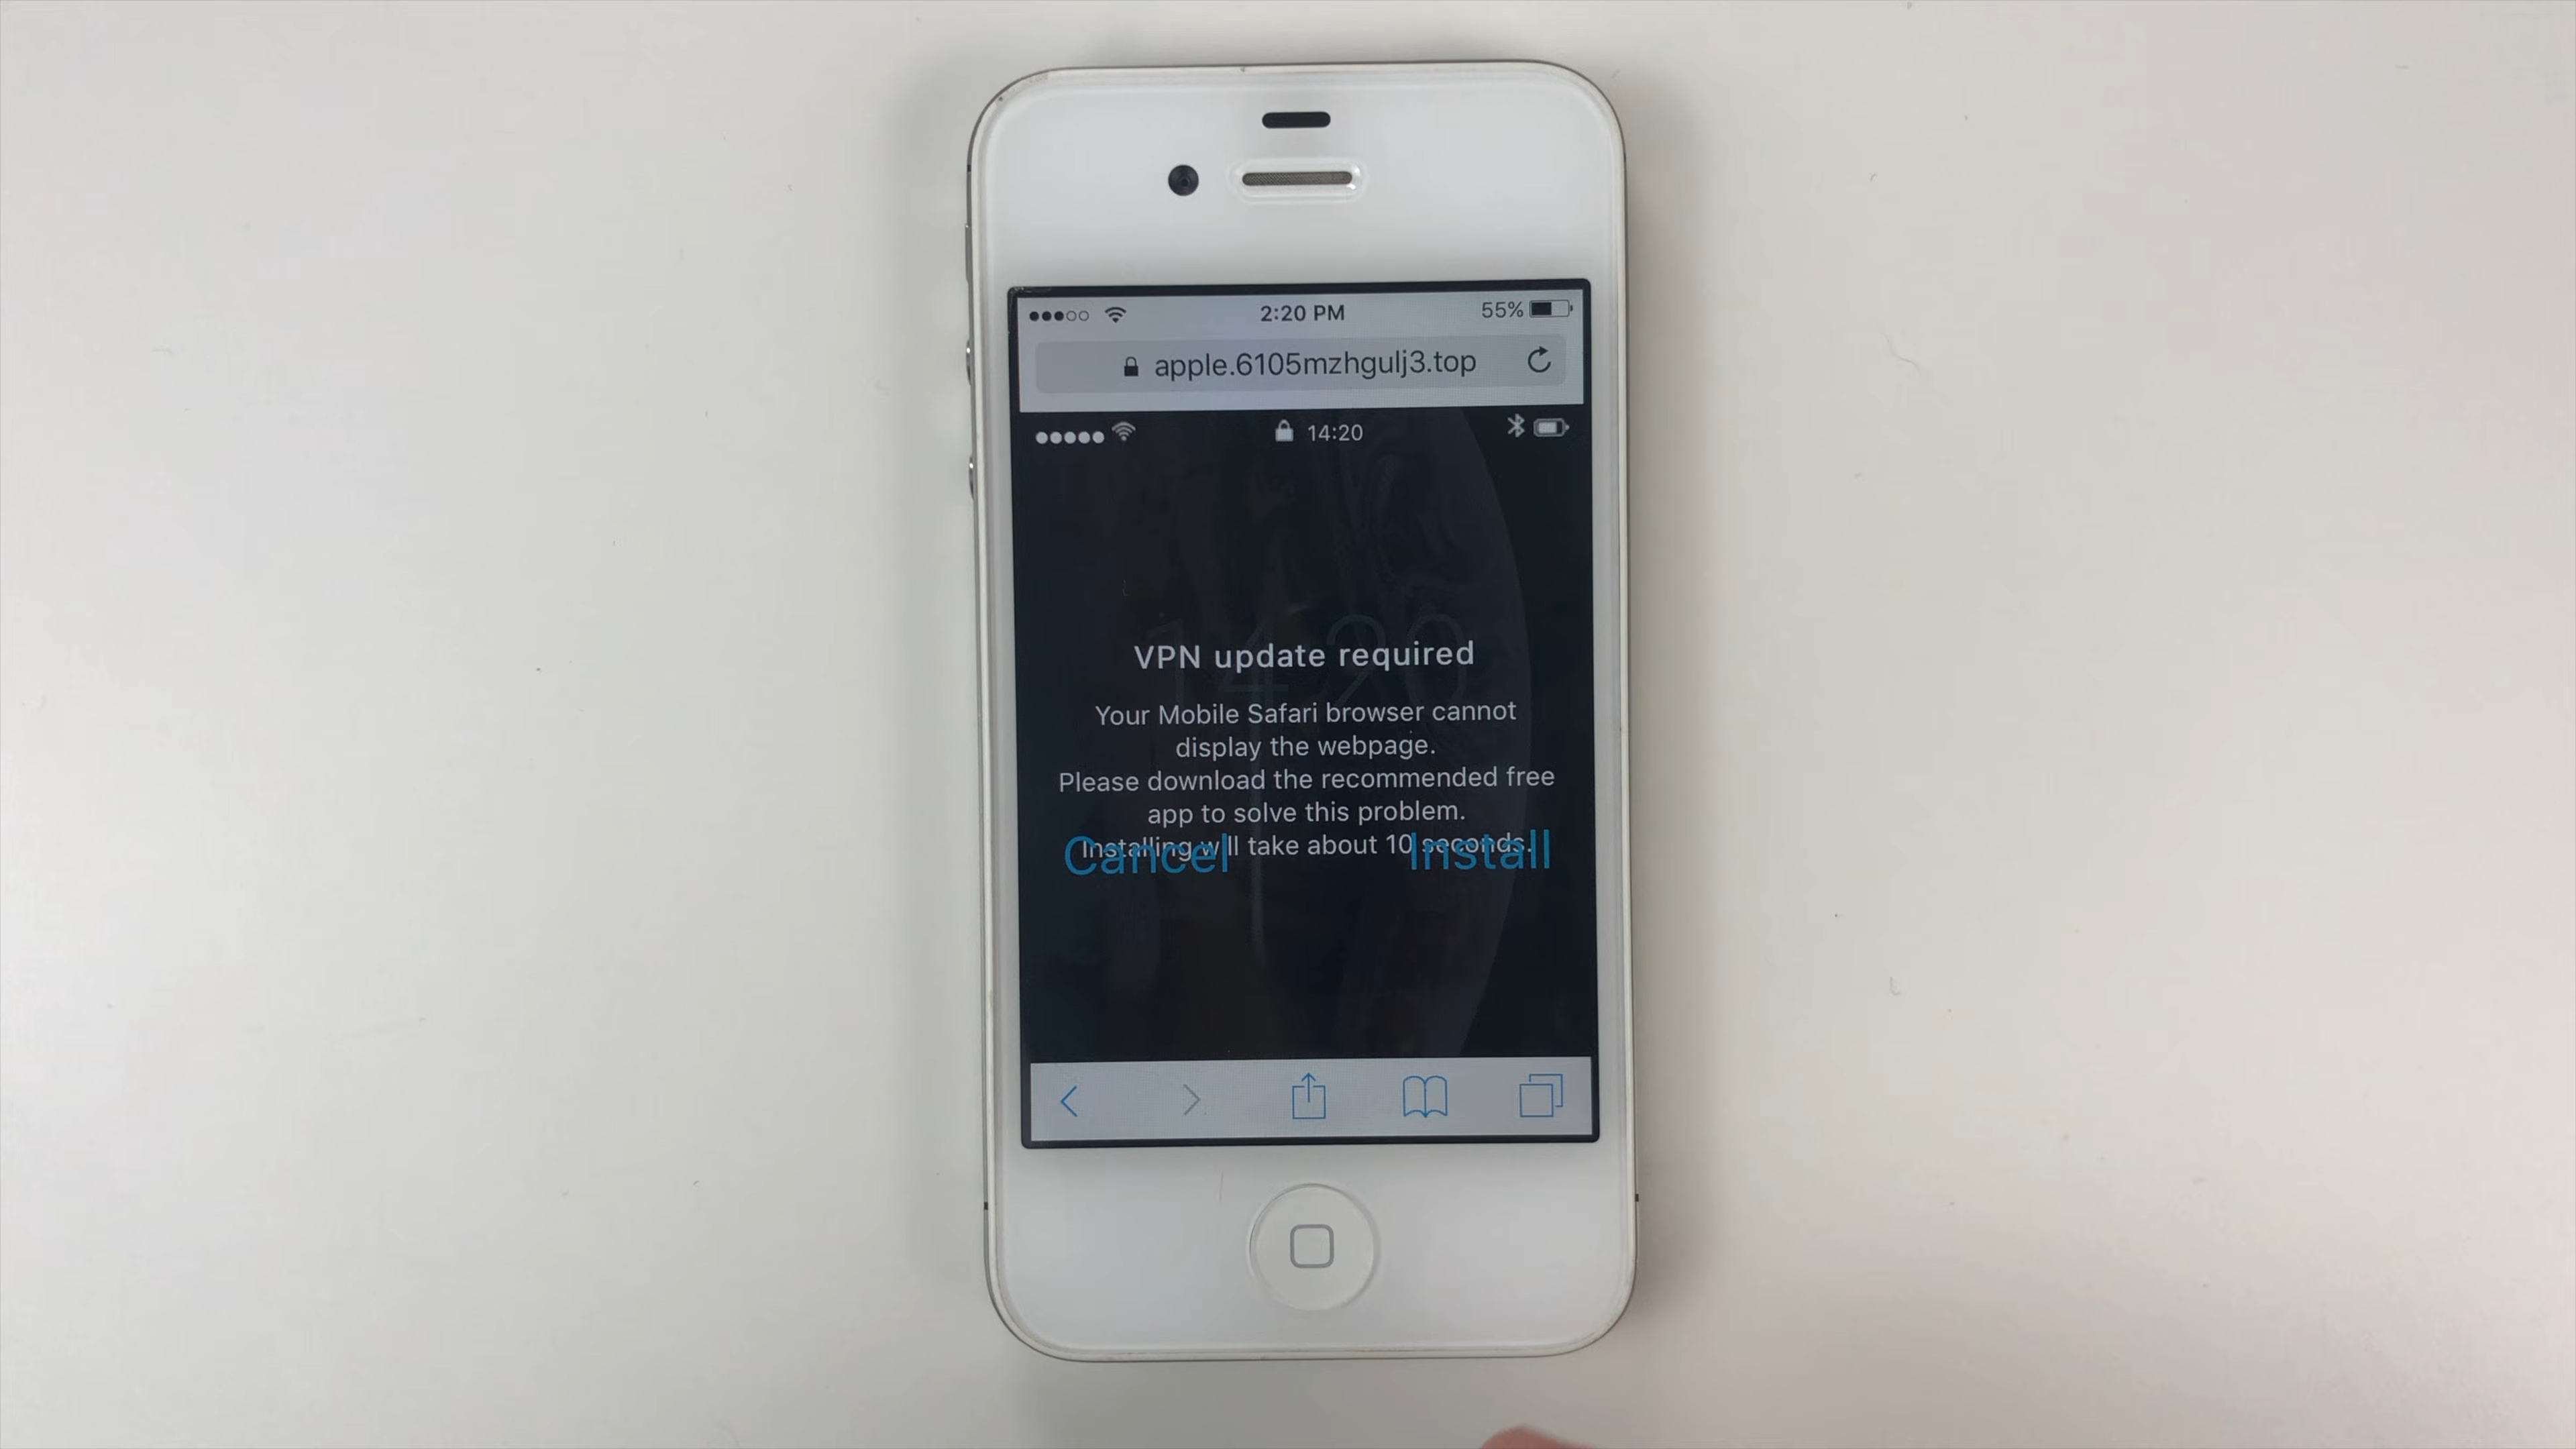 2:20 PM
55%
apple.6105mzhgulj3.top
14:20
14:20
VPN update required
Your Mobile Safari browser cannot
display the webpage.
Please download the recommended free
app to solve this problem.
Installing will take about 10 seconds.
Cancel
Install